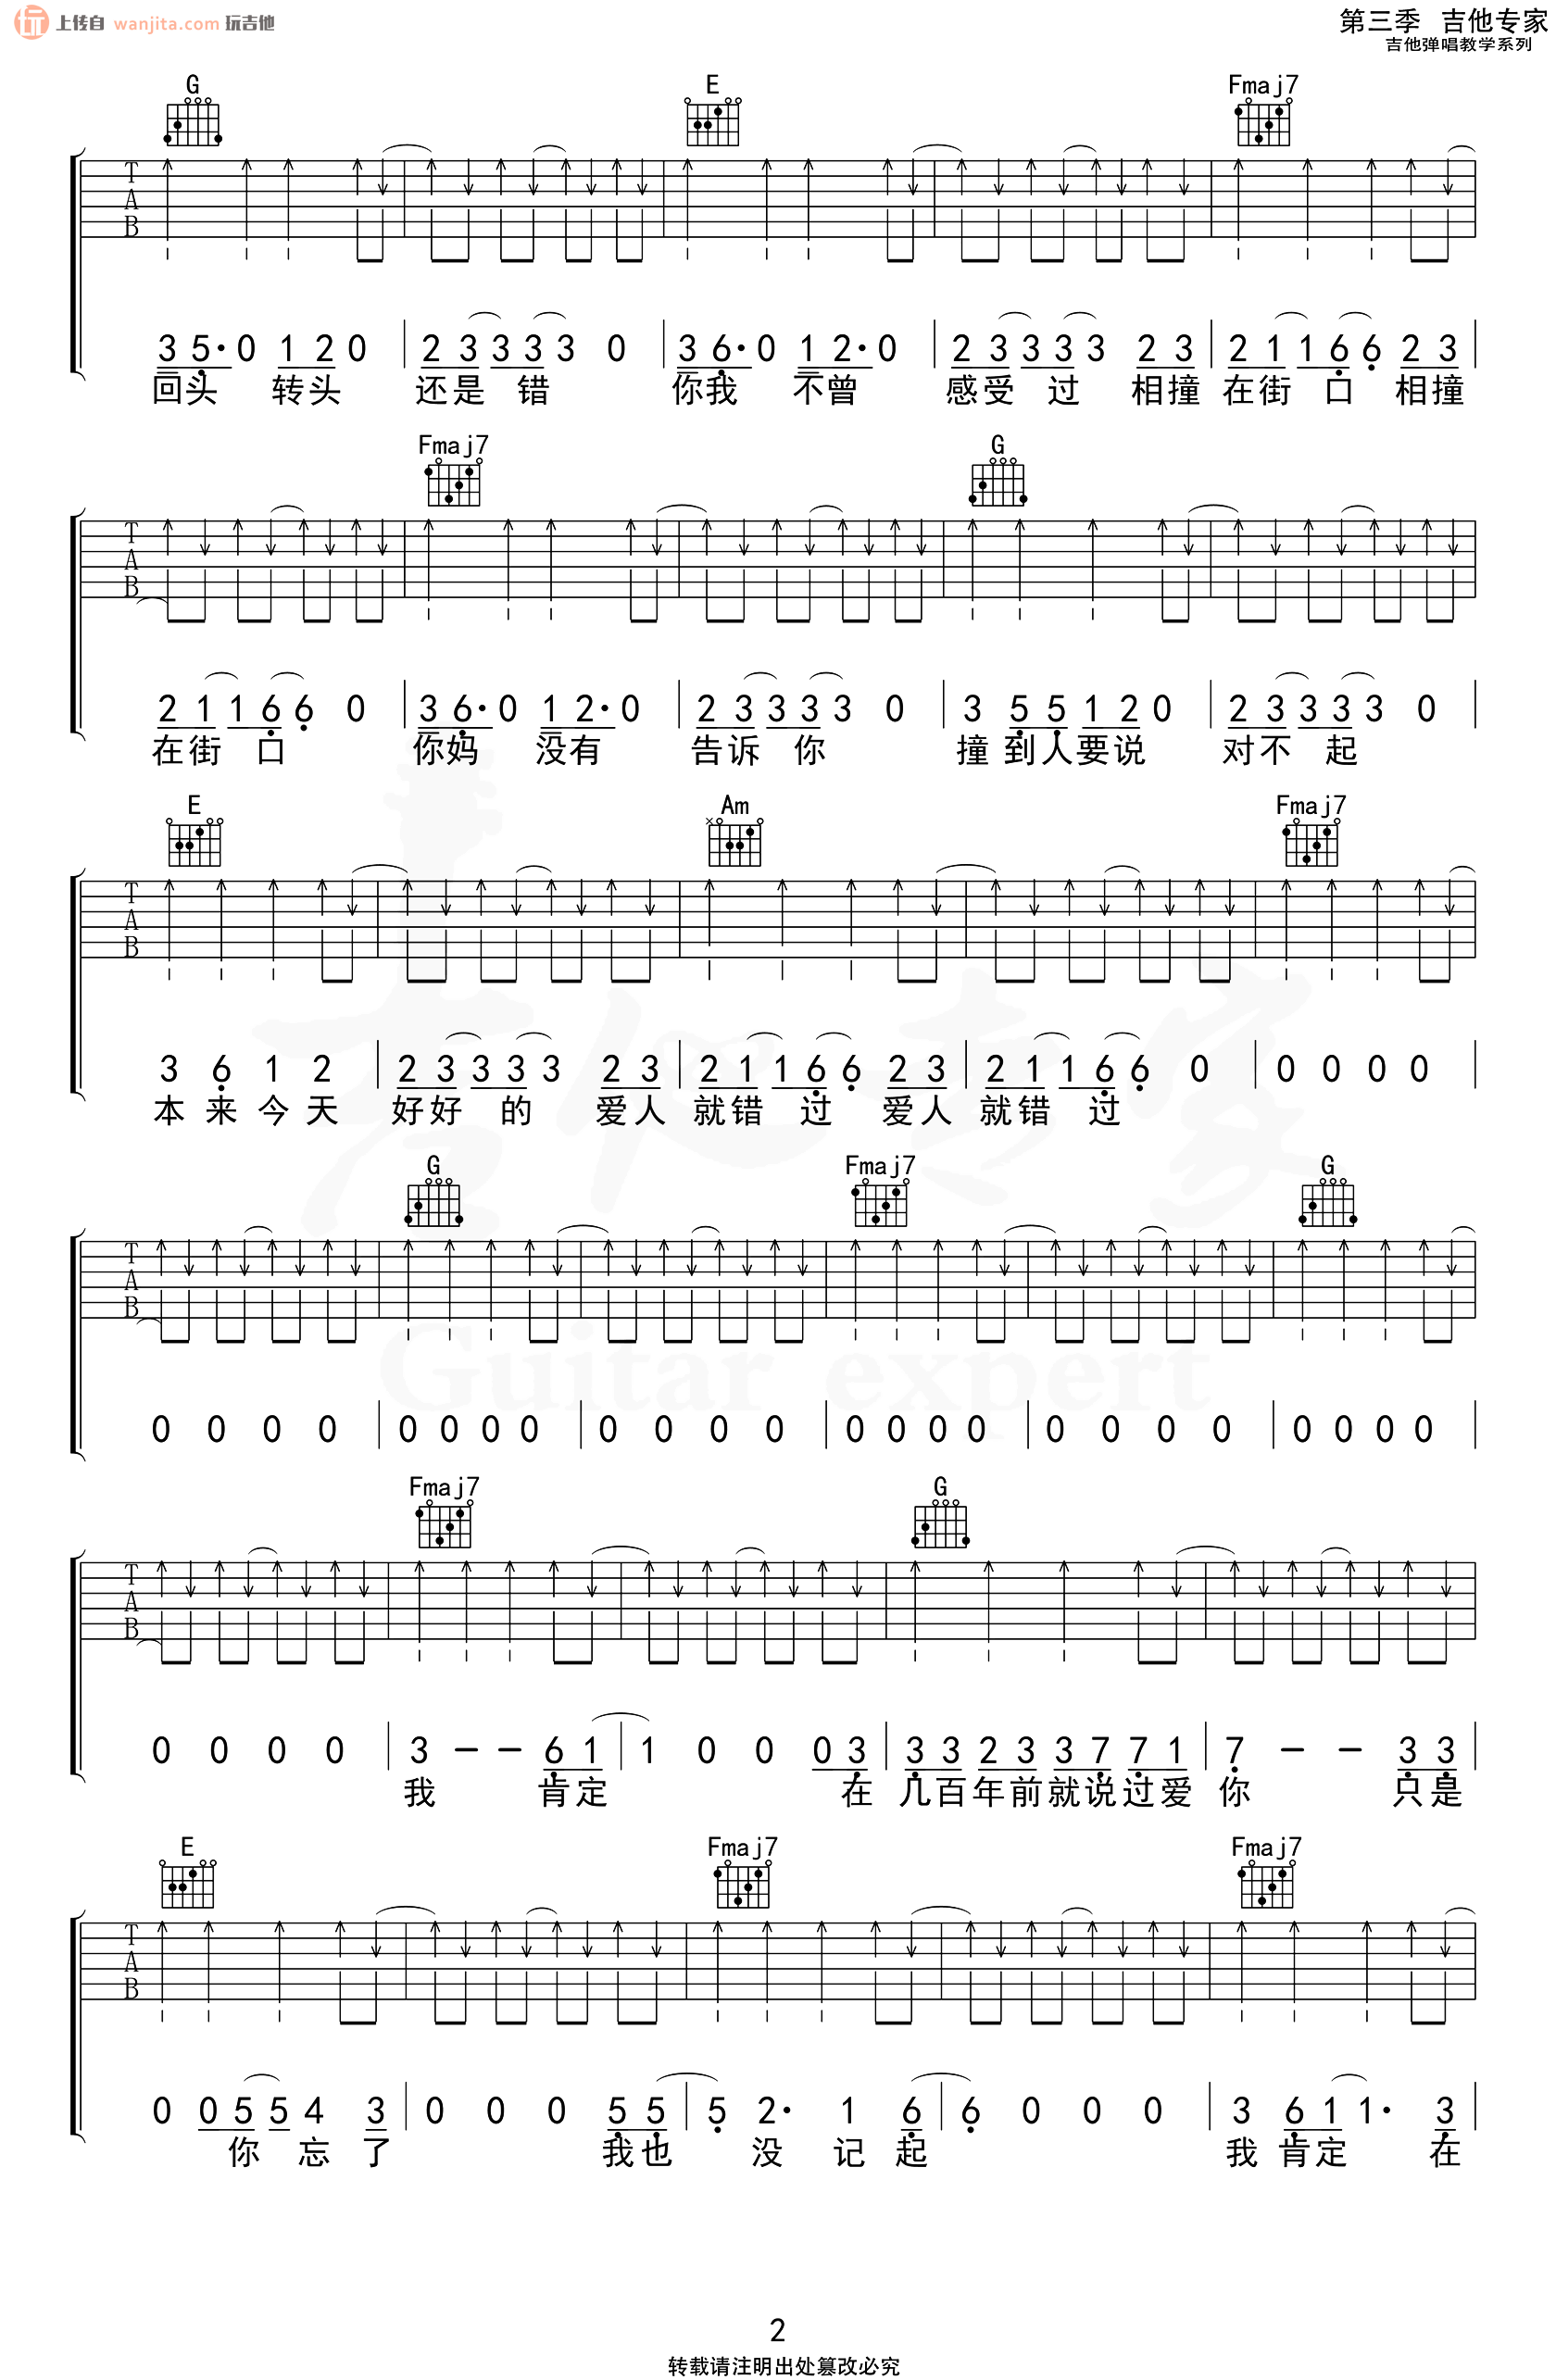 上传自 wanjita.com 玩吉他
第三季 吉他专家
吉他弹唱教学系列
G E Fmaj7
T A B
3 5· 0 1 2 0 | 2 3 3 3 3 0 | 3 6· 0 1 2· 0 | 2 3 3 3 3 2 3 | 2 1 1 6 6 2 3 |
回头 转头 还是 错 你我 不曾 感受 过 相撞 在街 口 相撞
Fmaj7 G
T A B
2 1 1 6 6 0 | 3 6· 0 1 2· 0 | 2 3 3 3 3 0 | 3 5 5 1 2 0 | 2 3 3 3 3 0 |
在街 口 你妈 没有 告诉 你 撞 到人要说 对不 起
E Am Fmaj7
T A B
3 6 1 2 | 2 3 3 3 3 2 3 | 2 1 1 6 6 2 3 | 2 1 1 6 6 0 | 0 0 0 0 |
本 来 今 天 好好 的 爱人 就错 过 爱人 就错 过
G Fmaj7 G
T A B
0 0 0 0 | 0 0 0 0 | 0 0 0 0 | 0 0 0 0 | 0 0 0 0 | 0 0 0 0 |
Guitar expert
Fmaj7 G
T A B
0 0 0 0 | 3 – – 6 1 | 1 0 0 0 3 | 3 3 2 3 3 7 7 1 | 7 – – 3 3 |
我 肯定 在 几百年前就说过爱 你 只是
E Fmaj7 Fmaj7
T A B
0 0 5 5 4 3 | 0 0 0 5 5 | 5 2· 1 6 | 6 0 0 0 | 3 6 1 1· 3 |
你 忘 了 我也 没 记 起 我 肯定 在
2
转载请注明出处篡改必究